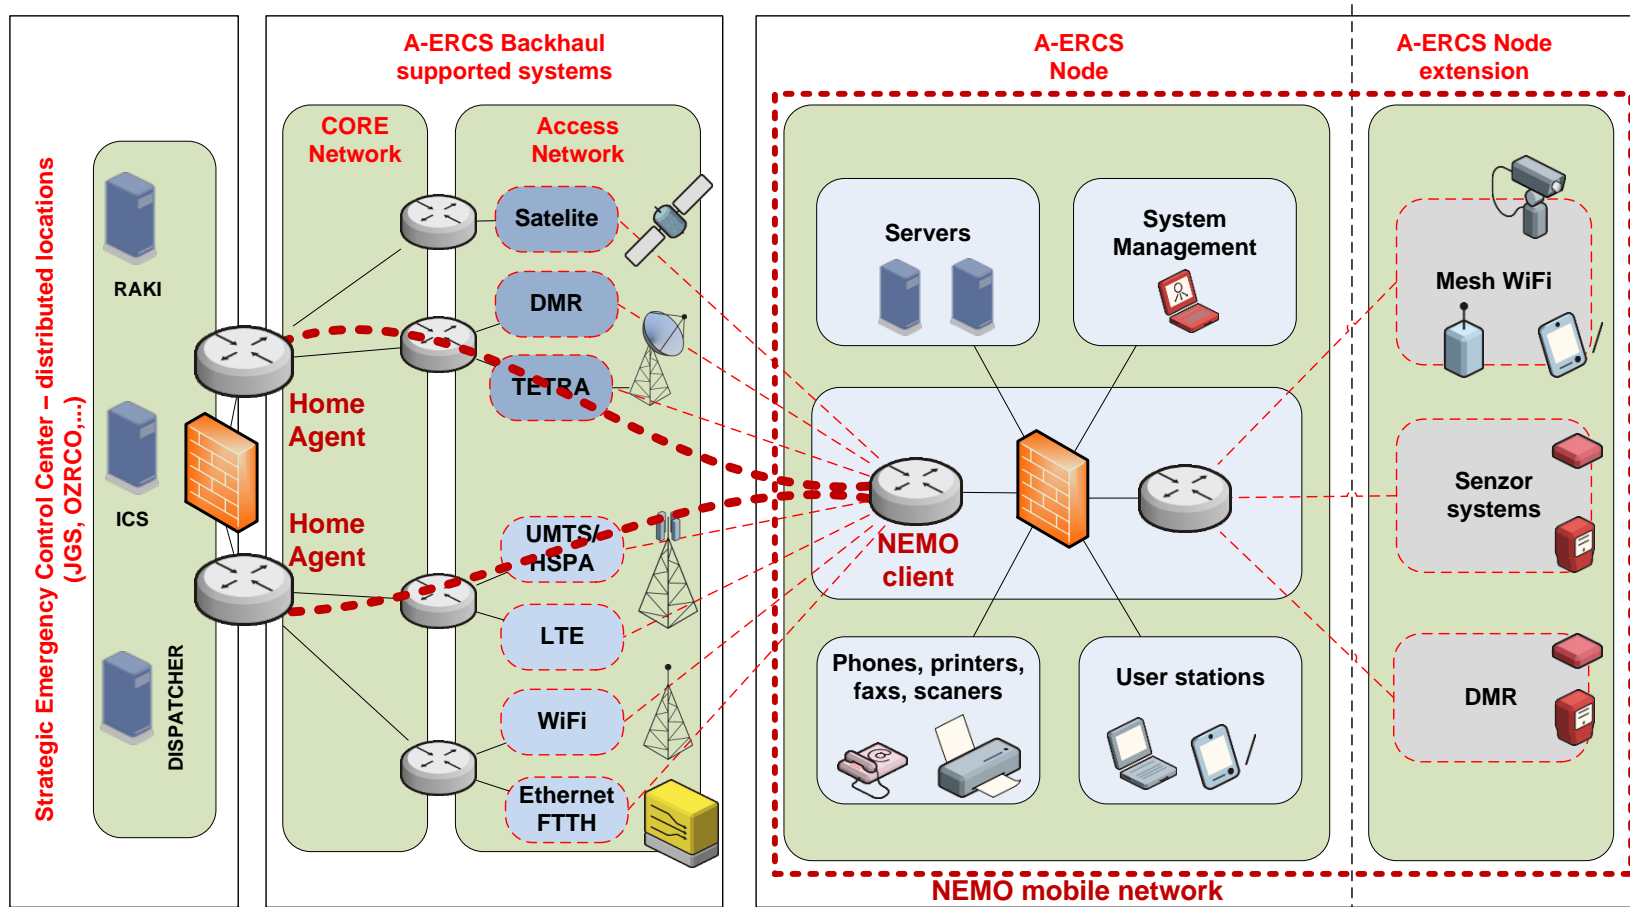 Strategic Emergency Control Center – distributed locations
(JGS, OZRCO,...)
RAKI
ICS
DISPATCHER
A-ERCS Backhaul
supported systems
CORE
Network
Access
Network
Home
Agent
Home
Agent
Satelite
DMR
TETRA
UMTS/
HSPA
LTE
WiFi
Ethernet
FTTH
A-ERCS
Node
Servers
System
Management
NEMO
client
Phones, printers,
faxs, scaners
User stations
A-ERCS Node
extension
Mesh WiFi
Senzor
systems
DMR
NEMO mobile network